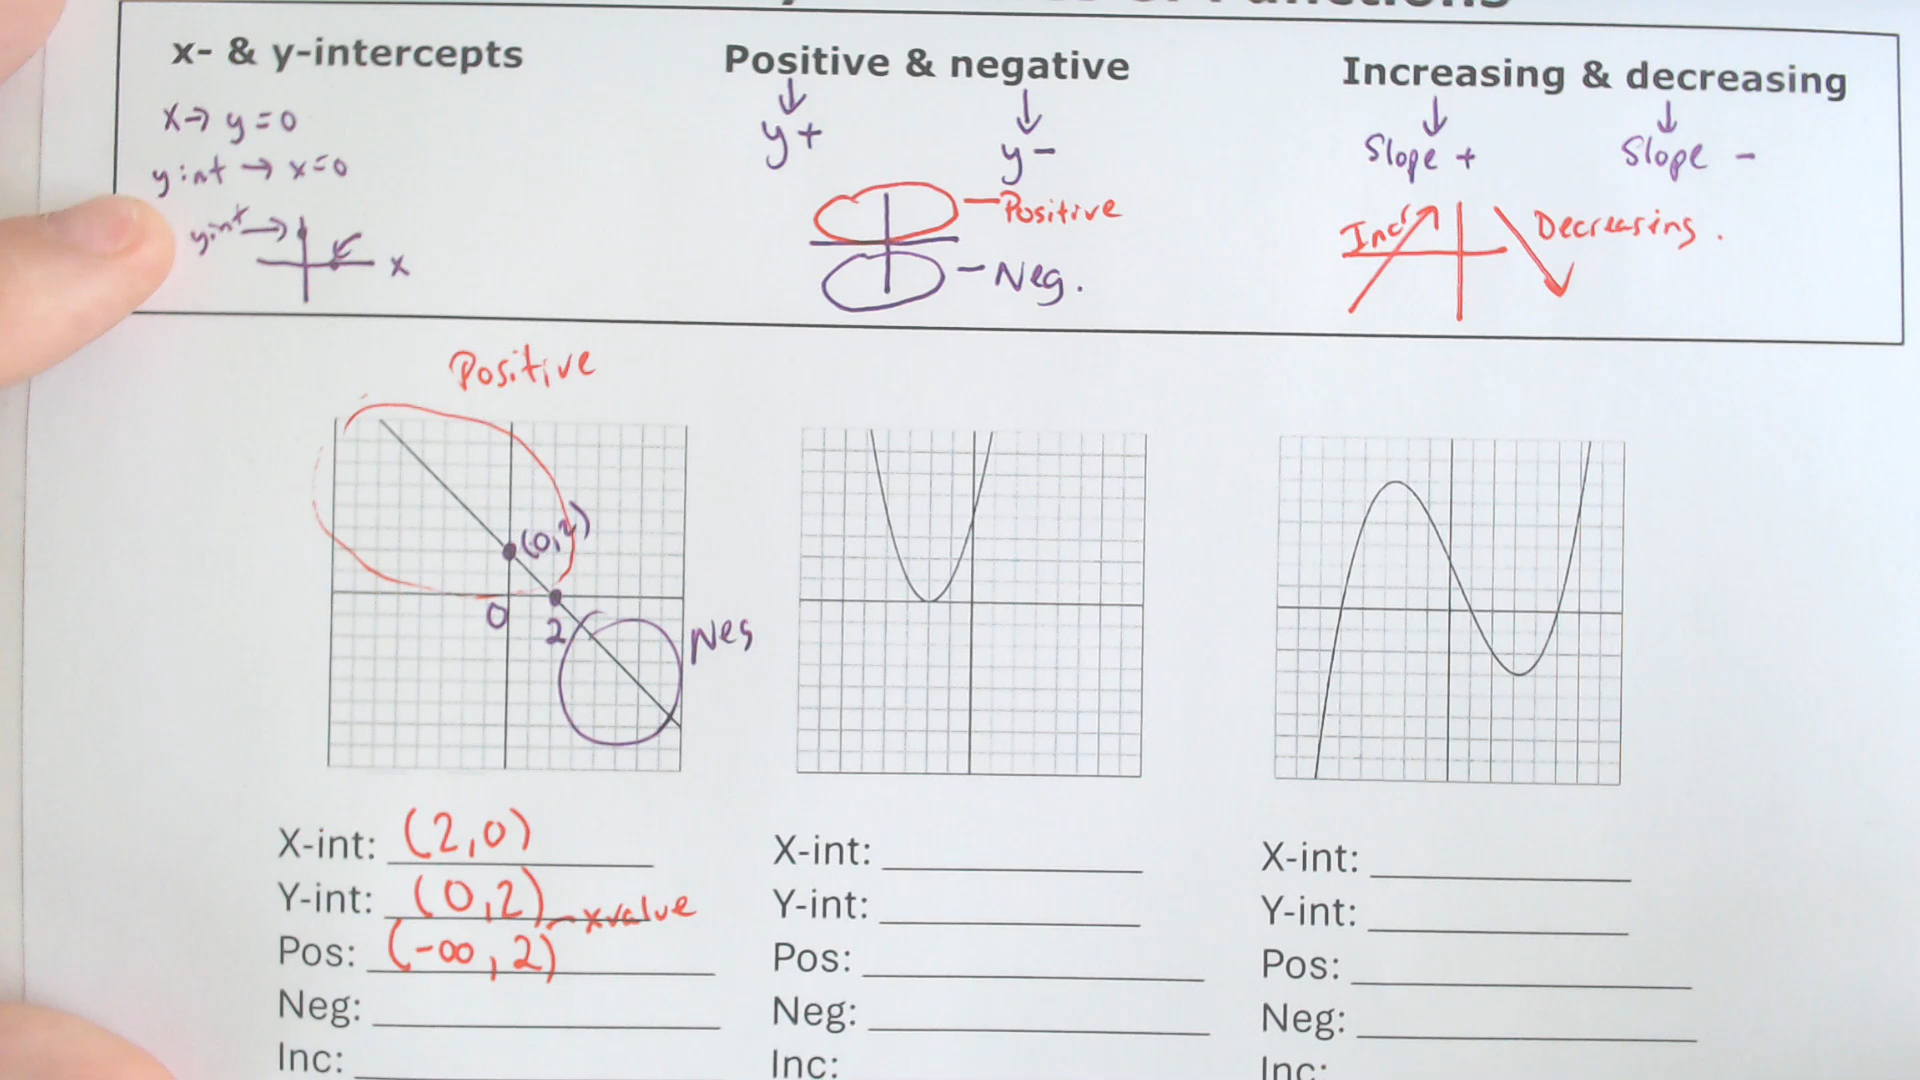 x- & y-intercepts
x→ y=0
y int → x=0
y int →
x
Positive & negative
↓ ↓
y+ y-
Positive
Neg.
Increasing & decreasing
↓ ↓
Slope + Slope -
Inc Decreasing.
Positive
0
2
Neg
X-int: (2,0)
Y-int: (0,2)
x value
Pos: (-∞, 2)
Neg:
Inc:
X-int:
Y-int:
Pos:
Neg:
Inc:
X-int:
Y-int:
Pos:
Neg:
Inc: